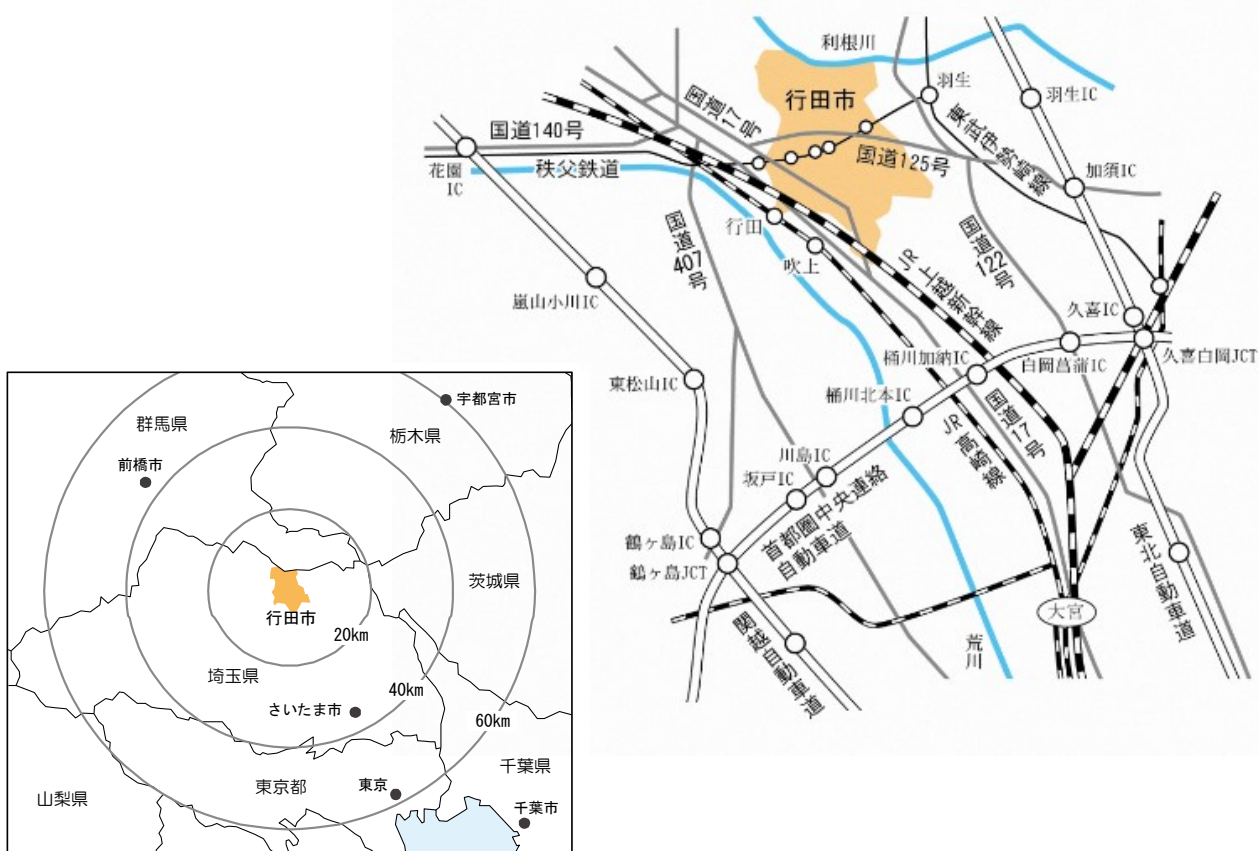 利根川
羽生
羽生IC
行田市
国道17号
国道140号
国道125号
東武伊勢崎線
花園
IC
秩父鉄道
加須IC
行田
国道407号
国道122号
吹上
JR上越新幹線
嵐山小川IC
久喜IC
桶川加納IC
白岡菖蒲IC
久喜白岡JCT
東松山IC
桶川北本IC
国道17号
JR高崎線
川島IC
坂戸IC
首都圏中央連絡
自動車道
鶴ヶ島IC
鶴ヶ島JCT
東北自動車道
大宮
関越自動車道
荒川
宇都宮市
群馬県
栃木県
前橋市
茨城県
行田市
20km
埼玉県
40km
さいたま市
60km
千葉県
東京都
東京
山梨県
千葉市